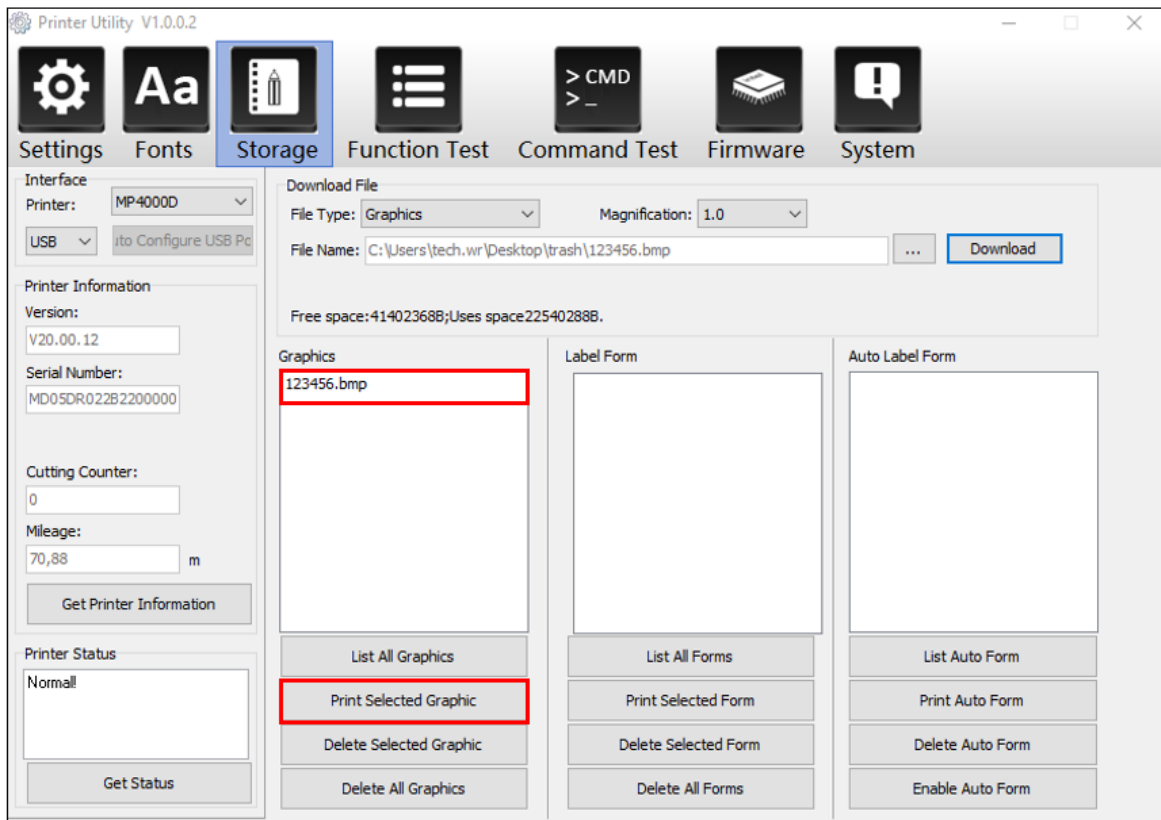 Printer Utility V1.0.0.2
Aa
> CMD
>_
Settings
Fonts
Storage
Function Test
Command Test
Firmware
System
Interface
Printer: MP4000D
USB
uto Configure USB Po
Printer Information
Version:
V20.00.12
Serial Number:
MD05DR022B2200000
Cutting Counter:
0
Mileage:
70,88 m
Get Printer Information
Printer Status
Normal!
Get Status
Download File
File Type: Graphics
Magnification: 1.0
File Name: C:\Users\tech.wr\Desktop\trash\123456.bmp
...
Download
Free space:41402368B;Uses space22540288B.
Graphics
123456.bmp
List All Graphics
Print Selected Graphic
Delete Selected Graphic
Delete All Graphics
Label Form
List All Forms
Print Selected Form
Delete Selected Form
Delete All Forms
Auto Label Form
List Auto Form
Print Auto Form
Delete Auto Form
Enable Auto Form